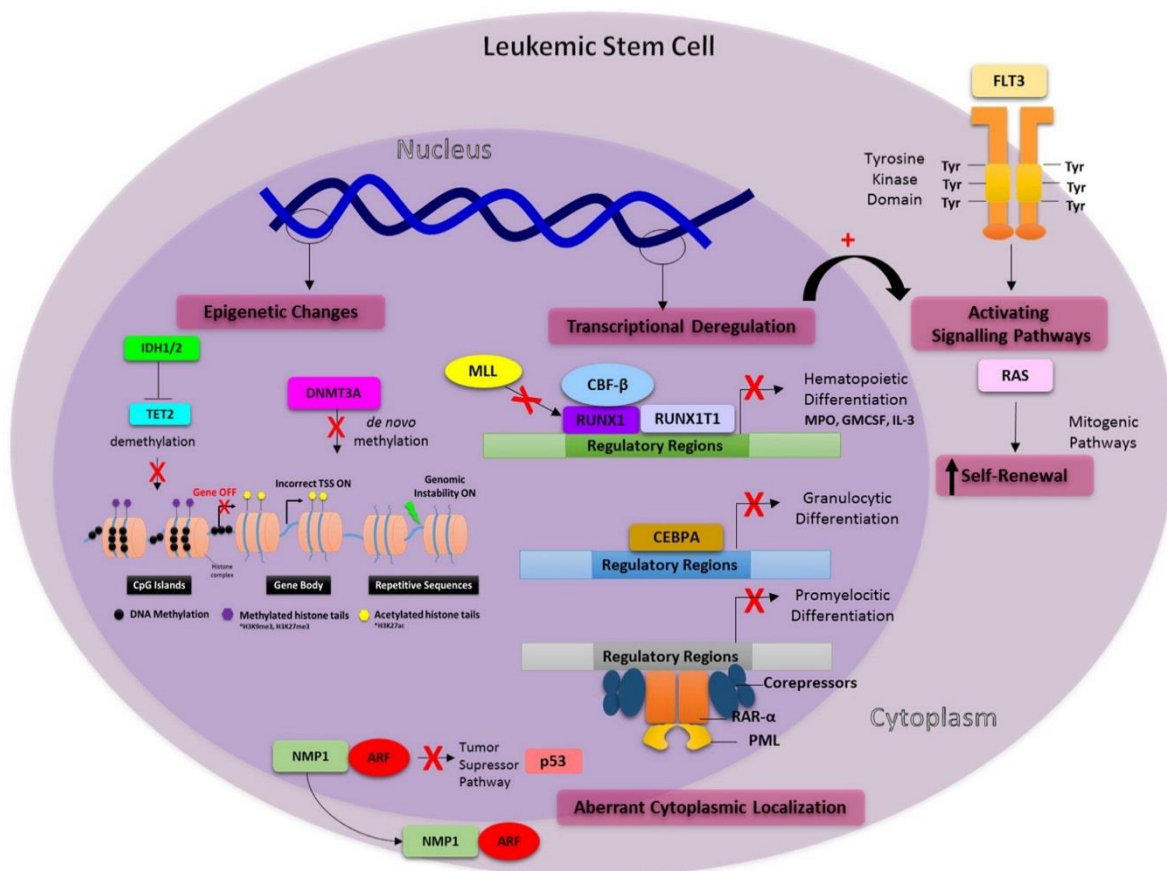 Leukemic Stem Cell
FLT3
Nucleus
Tyrosine
Kinase
Domain
Tyr
Tyr
Tyr
Tyr
Tyr
Tyr
+
Epigenetic Changes
Transcriptional Deregulation
Activating
Signalling Pathways
IDH1/2
TET2
demethylation
X
DNMT3A
X
de novo
methylation
MLL
X
CBF-β
RUNX1
RUNX1T1
Regulatory Regions
X
Hematopoietic
Differentiation
MPO, GMCSF, IL-3
RAS
Mitogenic
Pathways
Self-Renewal
Gene OFF
X
Incorrect TSS ON
Genomic
Instability ON
Histone
complex
CpG Islands
Gene Body
Repetitive Sequences
DNA Methylation
Methylated histone tails
*H3K9me3, H3K27me3
Acetylated histone tails
*H3K27ac
CEBPA
Regulatory Regions
X
Granulocytic
Differentiation
X
Promyelocitic
Differentiation
Regulatory Regions
Corepressors
RAR-α
PML
Cytoplasm
NMP1
ARF
X
Tumor
Supressor
Pathway
p53
Aberrant Cytoplasmic Localization
NMP1
ARF